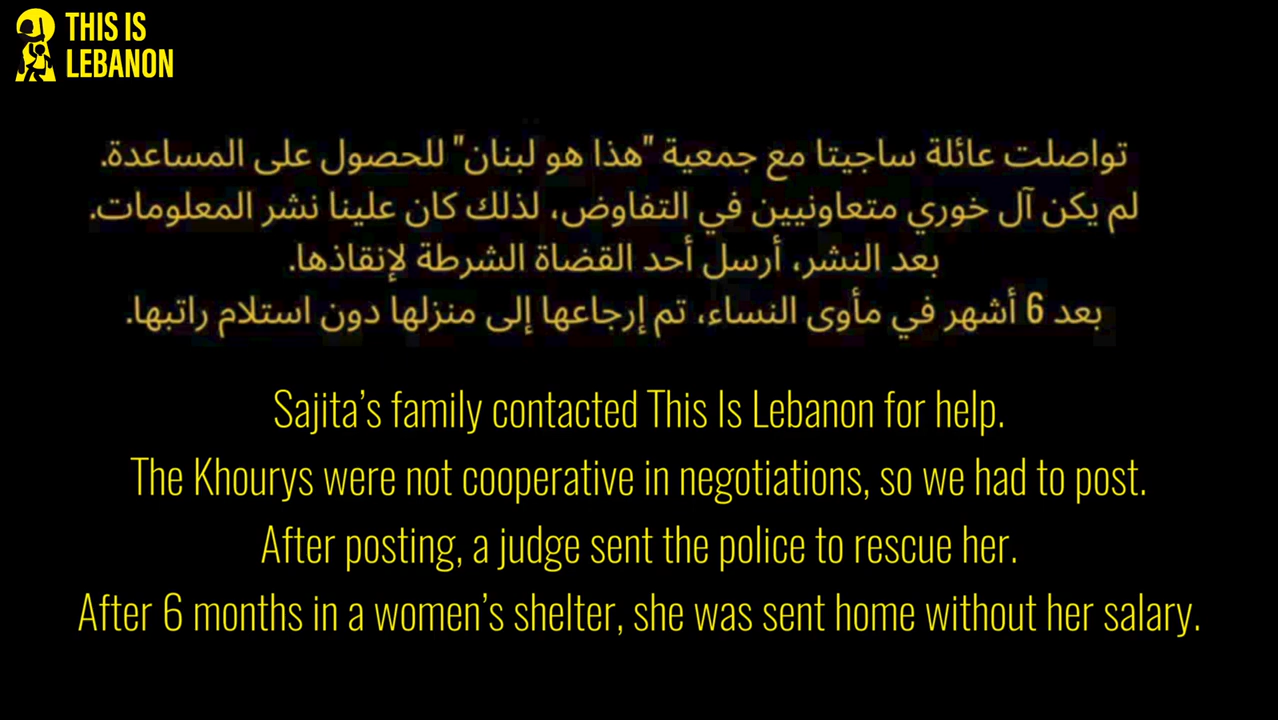 THIS IS
LEBANON
تواصلت عائلة ساجيتا مع جمعية "هذا هو لبنان" للحصول على المساعدة.
لم يكن آل خوري متعاونيين في التفاوض، لذلك كان علينا نشر المعلومات.
بعد النشر، أرسل أحد القضاة الشرطة لإنقاذها.
بعد 6 أشهر في مأوى النساء، تم إرجاعها إلى منزلها دون استلام راتبها.
Sajita's family contacted This Is Lebanon for help.
The Khourys were not cooperative in negotiations, so we had to post.
After posting, a judge sent the police to rescue her.
After 6 months in a women's shelter, she was sent home without her salary.